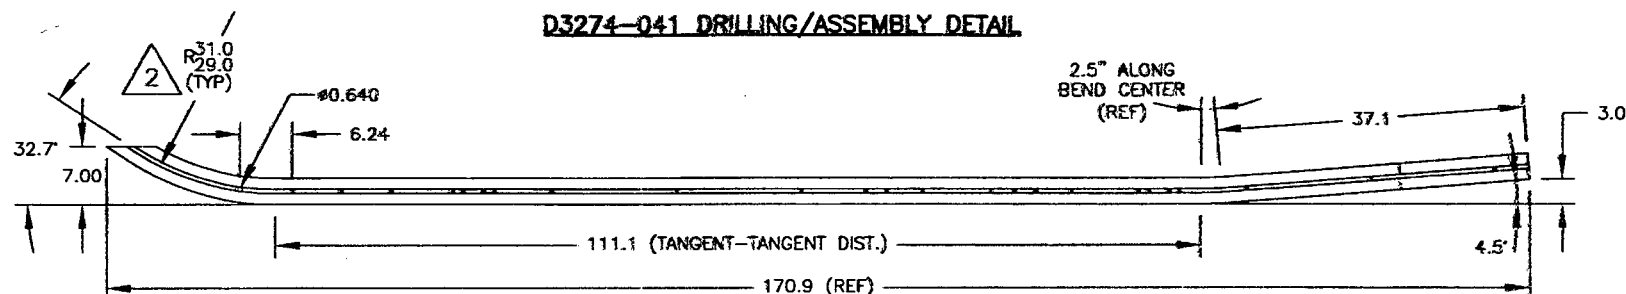 D3274-041 DRILLING/ASSEMBLY DETAIL
2
R31.0
29.0
(TYP)
ø0.640
6.24
2.5" ALONG
BEND CENTER
(REF)
37.1
3.0
32.7°
7.00
111.1 (TANGENT-TANGENT DIST.)
4.5°
170.9 (REF)